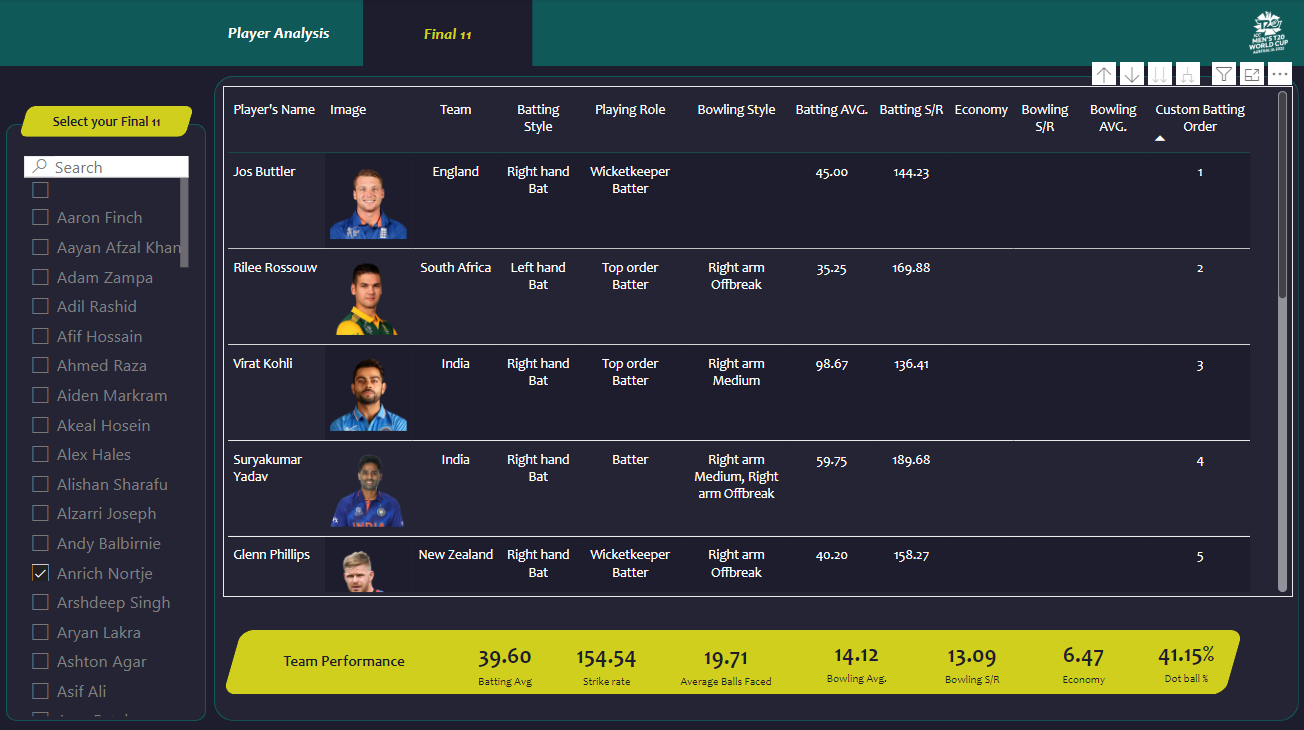 Player Analysis
Final 11
ICC
MEN'S T20
WORLD CUP
AUSTRALIA 2022
Select your Final 11
Search
Aaron Finch
Aayan Afzal Khan
Adam Zampa
Adil Rashid
Afif Hossain
Ahmed Raza
Aiden Markram
Akeal Hosein
Alex Hales
Alishan Sharafu
Alzarri Joseph
Andy Balbirnie
Anrich Nortje
Arshdeep Singh
Aryan Lakra
Ashton Agar
Asif Ali
Player's Name Image Team Batting Style Playing Role Bowling Style Batting AVG. Batting S/R Economy Bowling S/R Bowling AVG. Custom Batting Order
Jos Buttler England Right hand Bat Wicketkeeper Batter 45.00 144.23 1
Rilee Rossouw South Africa Left hand Bat Top order Batter Right arm Offbreak 35.25 169.88 2
Virat Kohli India Right hand Bat Top order Batter Right arm Medium 98.67 136.41 3
Suryakumar Yadav India Right hand Bat Batter Right arm Medium, Right arm Offbreak 59.75 189.68 4
INDIA
Glenn Phillips New Zealand Right hand Bat Wicketkeeper Batter Right arm Offbreak 40.20 158.27 5
Team Performance
39.60
Batting Avg
154.54
Strike rate
19.71
Average Balls Faced
14.12
Bowling Avg.
13.09
Bowling S/R
6.47
Economy
41.15%
Dot ball %